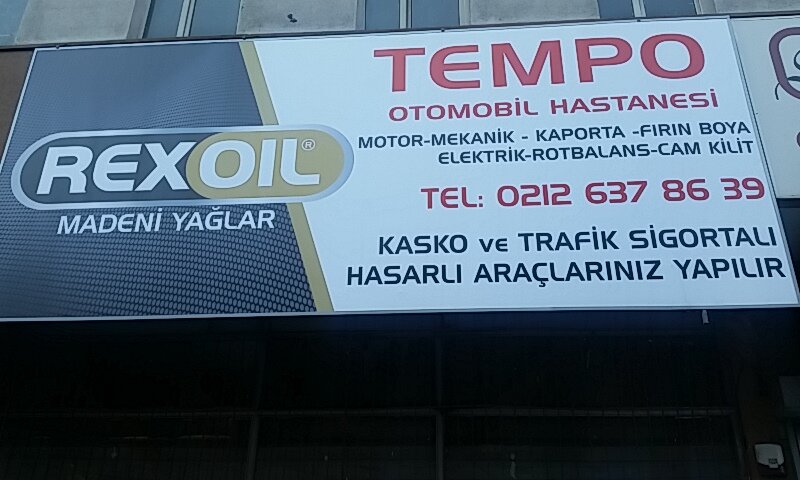 REXOIL®
MADENİ YAĞLAR
TEMPO
OTOMOBİL HASTANESİ
MOTOR-MEKANİK - KAPORTA -FIRIN BOYA
ELEKTRİK-ROTBALANS-CAM KİLİT
TEL: 0212 637 86 39
KASKO ve TRAFİK SİGORTALI
HASARLI ARAÇLARINIZ YAPILIR